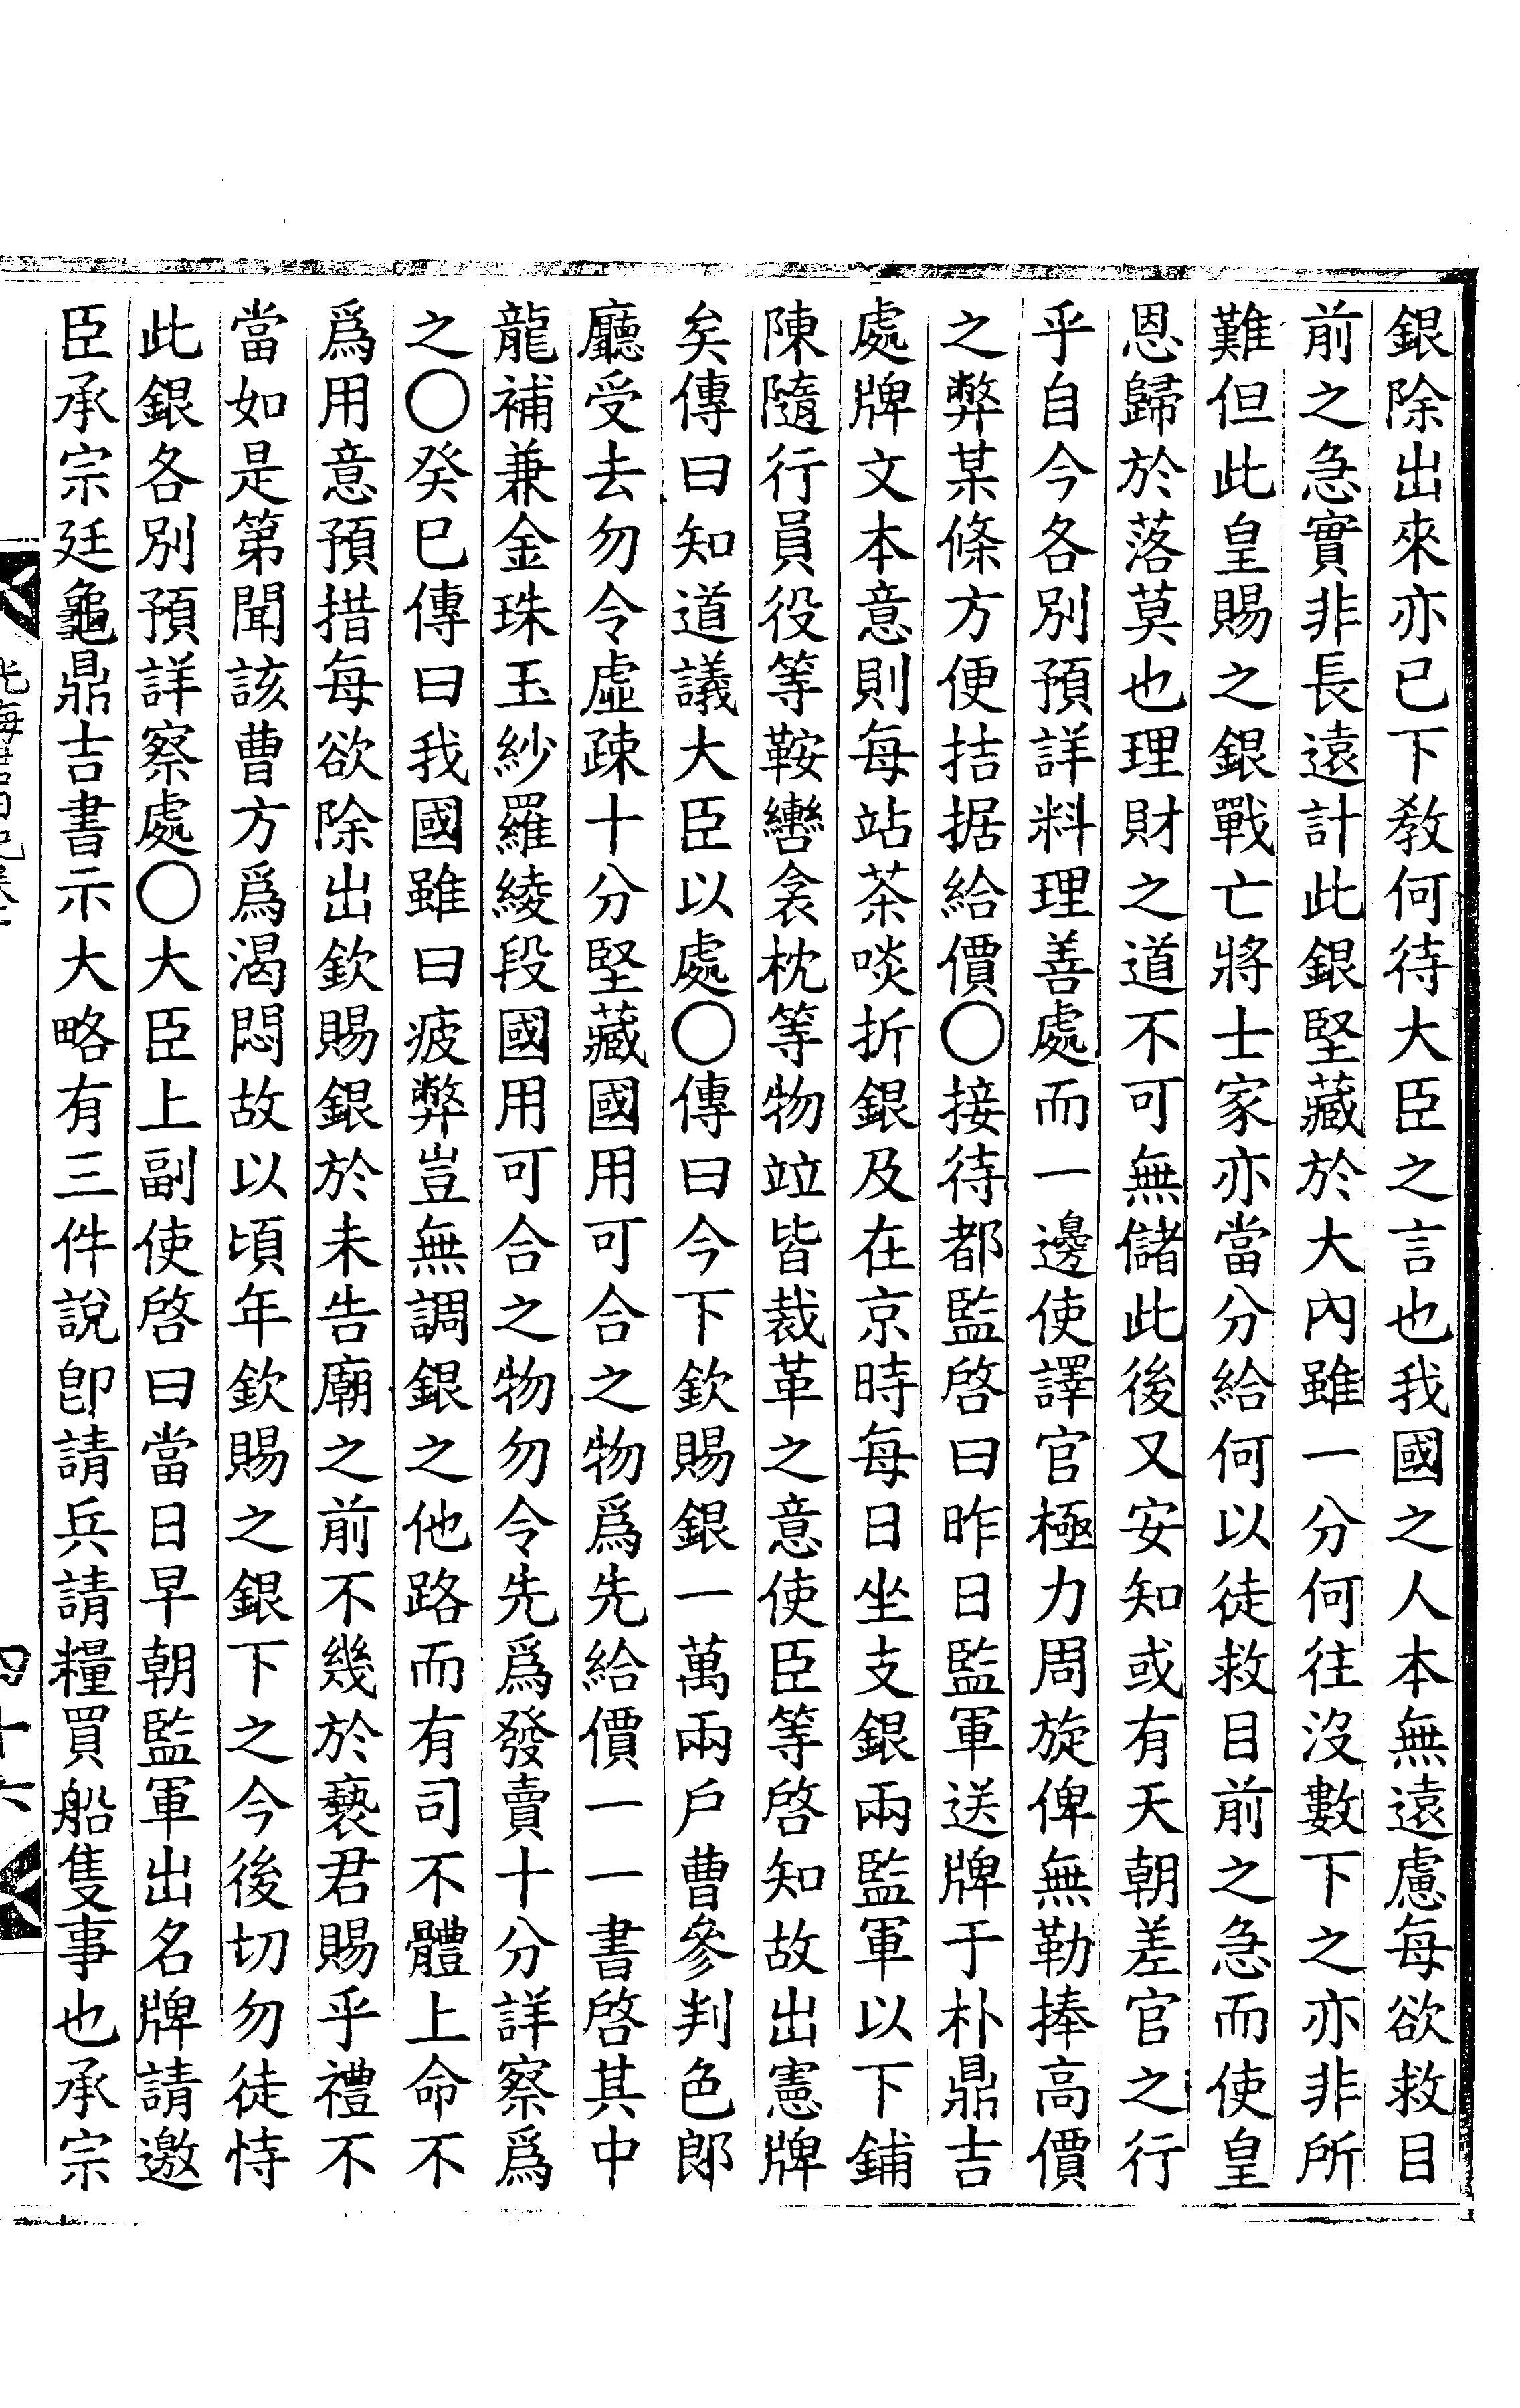 銀除出來亦已下敎何待大臣之言也我國之人本無遠慮每欲救目
前之急實非長遠計此銀堅藏於大內雖一分何往沒數下之亦非所
難但此皇賜之銀戰亡將士家亦當分給何以徒救目前之急而使皇
恩歸於落莫也理財之道不可無儲此後又安知或有天朝差官之行
乎自今各別預詳料理善處而一邊使譯官極力周旋俾無勒捧高價
之弊某條方便拮据給價〇接待都監啓曰昨日監軍送牌于朴鼎吉
處牌文本意則每站茶啖折銀及在京時每日坐支銀兩監軍以下鋪
陳隨行員役等鞍轡衾枕等物竝皆裁革之意使臣等啓知故出憲牌
矣傳曰知道議大臣以處〇傳曰今下欽賜銀一萬兩戶曹參判色郞
廳受去勿令虛疎十分堅藏國用可合之物爲先給價一一書啓其中
龍補兼金珠玉紗羅綾段國用可合之物勿令先爲發賣十分詳察爲
之〇癸巳傳曰我國雖曰疲弊豈無調銀之他路而有司不體上命不
爲用意預措每欲除出欽賜銀於未告廟之前不幾於褻君賜乎禮不
當如是第聞該曹方爲渴悶故以頃年欽賜之銀下之今後切勿徒恃
此銀各別預詳察處〇大臣上副使啓曰當日早朝監軍出名牌請邀
臣承宗廷龜鼎吉書示大略有三件說卽請兵請糧買船隻事也承宗
四十六